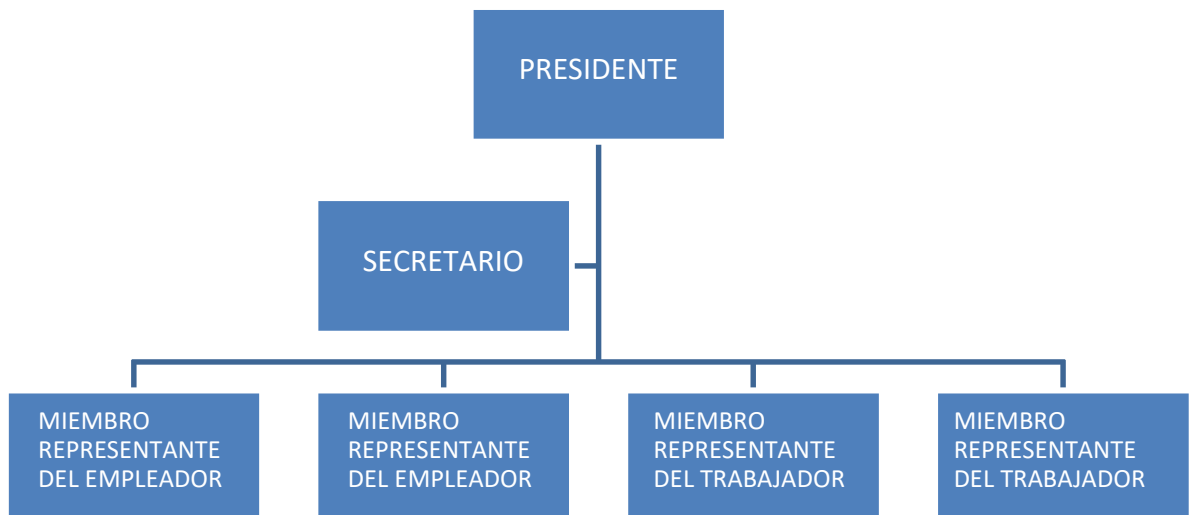 PRESIDENTE
SECRETARIO
MIEMBRO
REPRESENTANTE
DEL EMPLEADOR
MIEMBRO
REPRESENTANTE
DEL EMPLEADOR
MIEMBRO
REPRESENTANTE
DEL TRABAJADOR
MIEMBRO
REPRESENTANTE
DEL TRABAJADOR